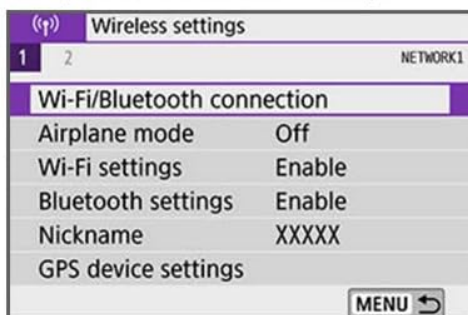 Wireless settings
1 2 NETWORK1
Wi-Fi/Bluetooth connection
Airplane mode Off
Wi-Fi settings Enable
Bluetooth settings Enable
Nickname XXXXX
GPS device settings
MENU